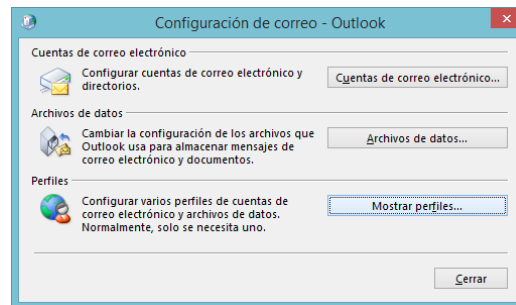 Configuración de correo - Outlook
Cuentas de correo electrónico
Configurar cuentas de correo electrónico y
directorios.
Cuentas de correo electrónico...
Archivos de datos
Cambiar la configuración de los archivos que
Outlook usa para almacenar mensajes de
correo electrónico y documentos.
Archivos de datos...
Perfiles
Configurar varios perfiles de cuentas de
correo electrónico y archivos de datos.
Normalmente, solo se necesita uno.
Mostrar perfiles...
Cerrar